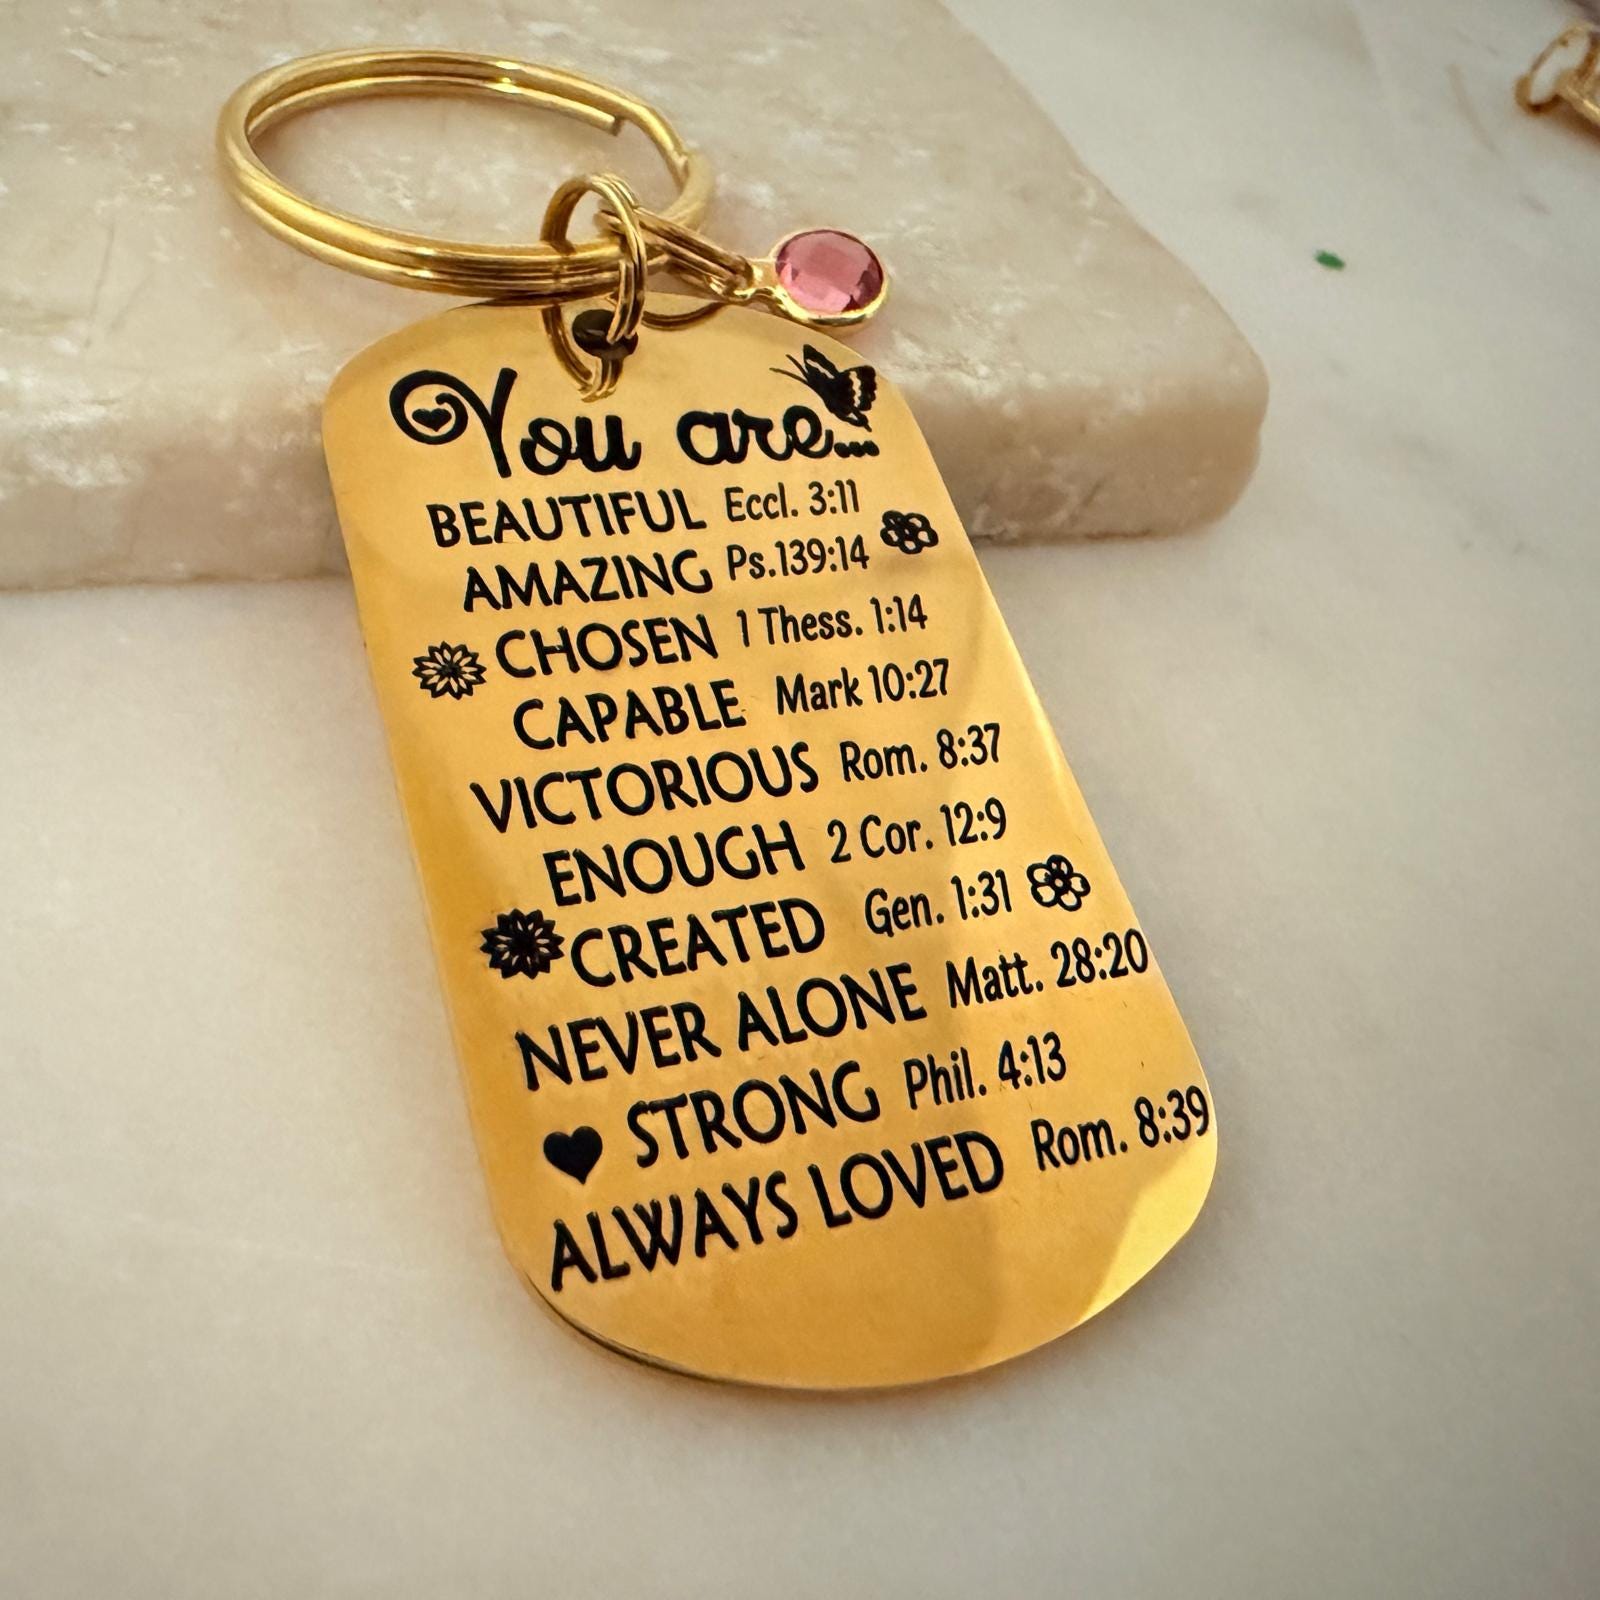 You are...
BEAUTIFUL Eccl. 3:11
AMAZING Ps.139:14
CHOSEN 1 Thess. 1:14
CAPABLE Mark 10:27
VICTORIOUS Rom. 8:37
ENOUGH 2 Cor. 12:9
CREATED Gen. 1:31
NEVER ALONE Matt. 28:20
STRONG Phil. 4:13
ALWAYS LOVED Rom. 8:39